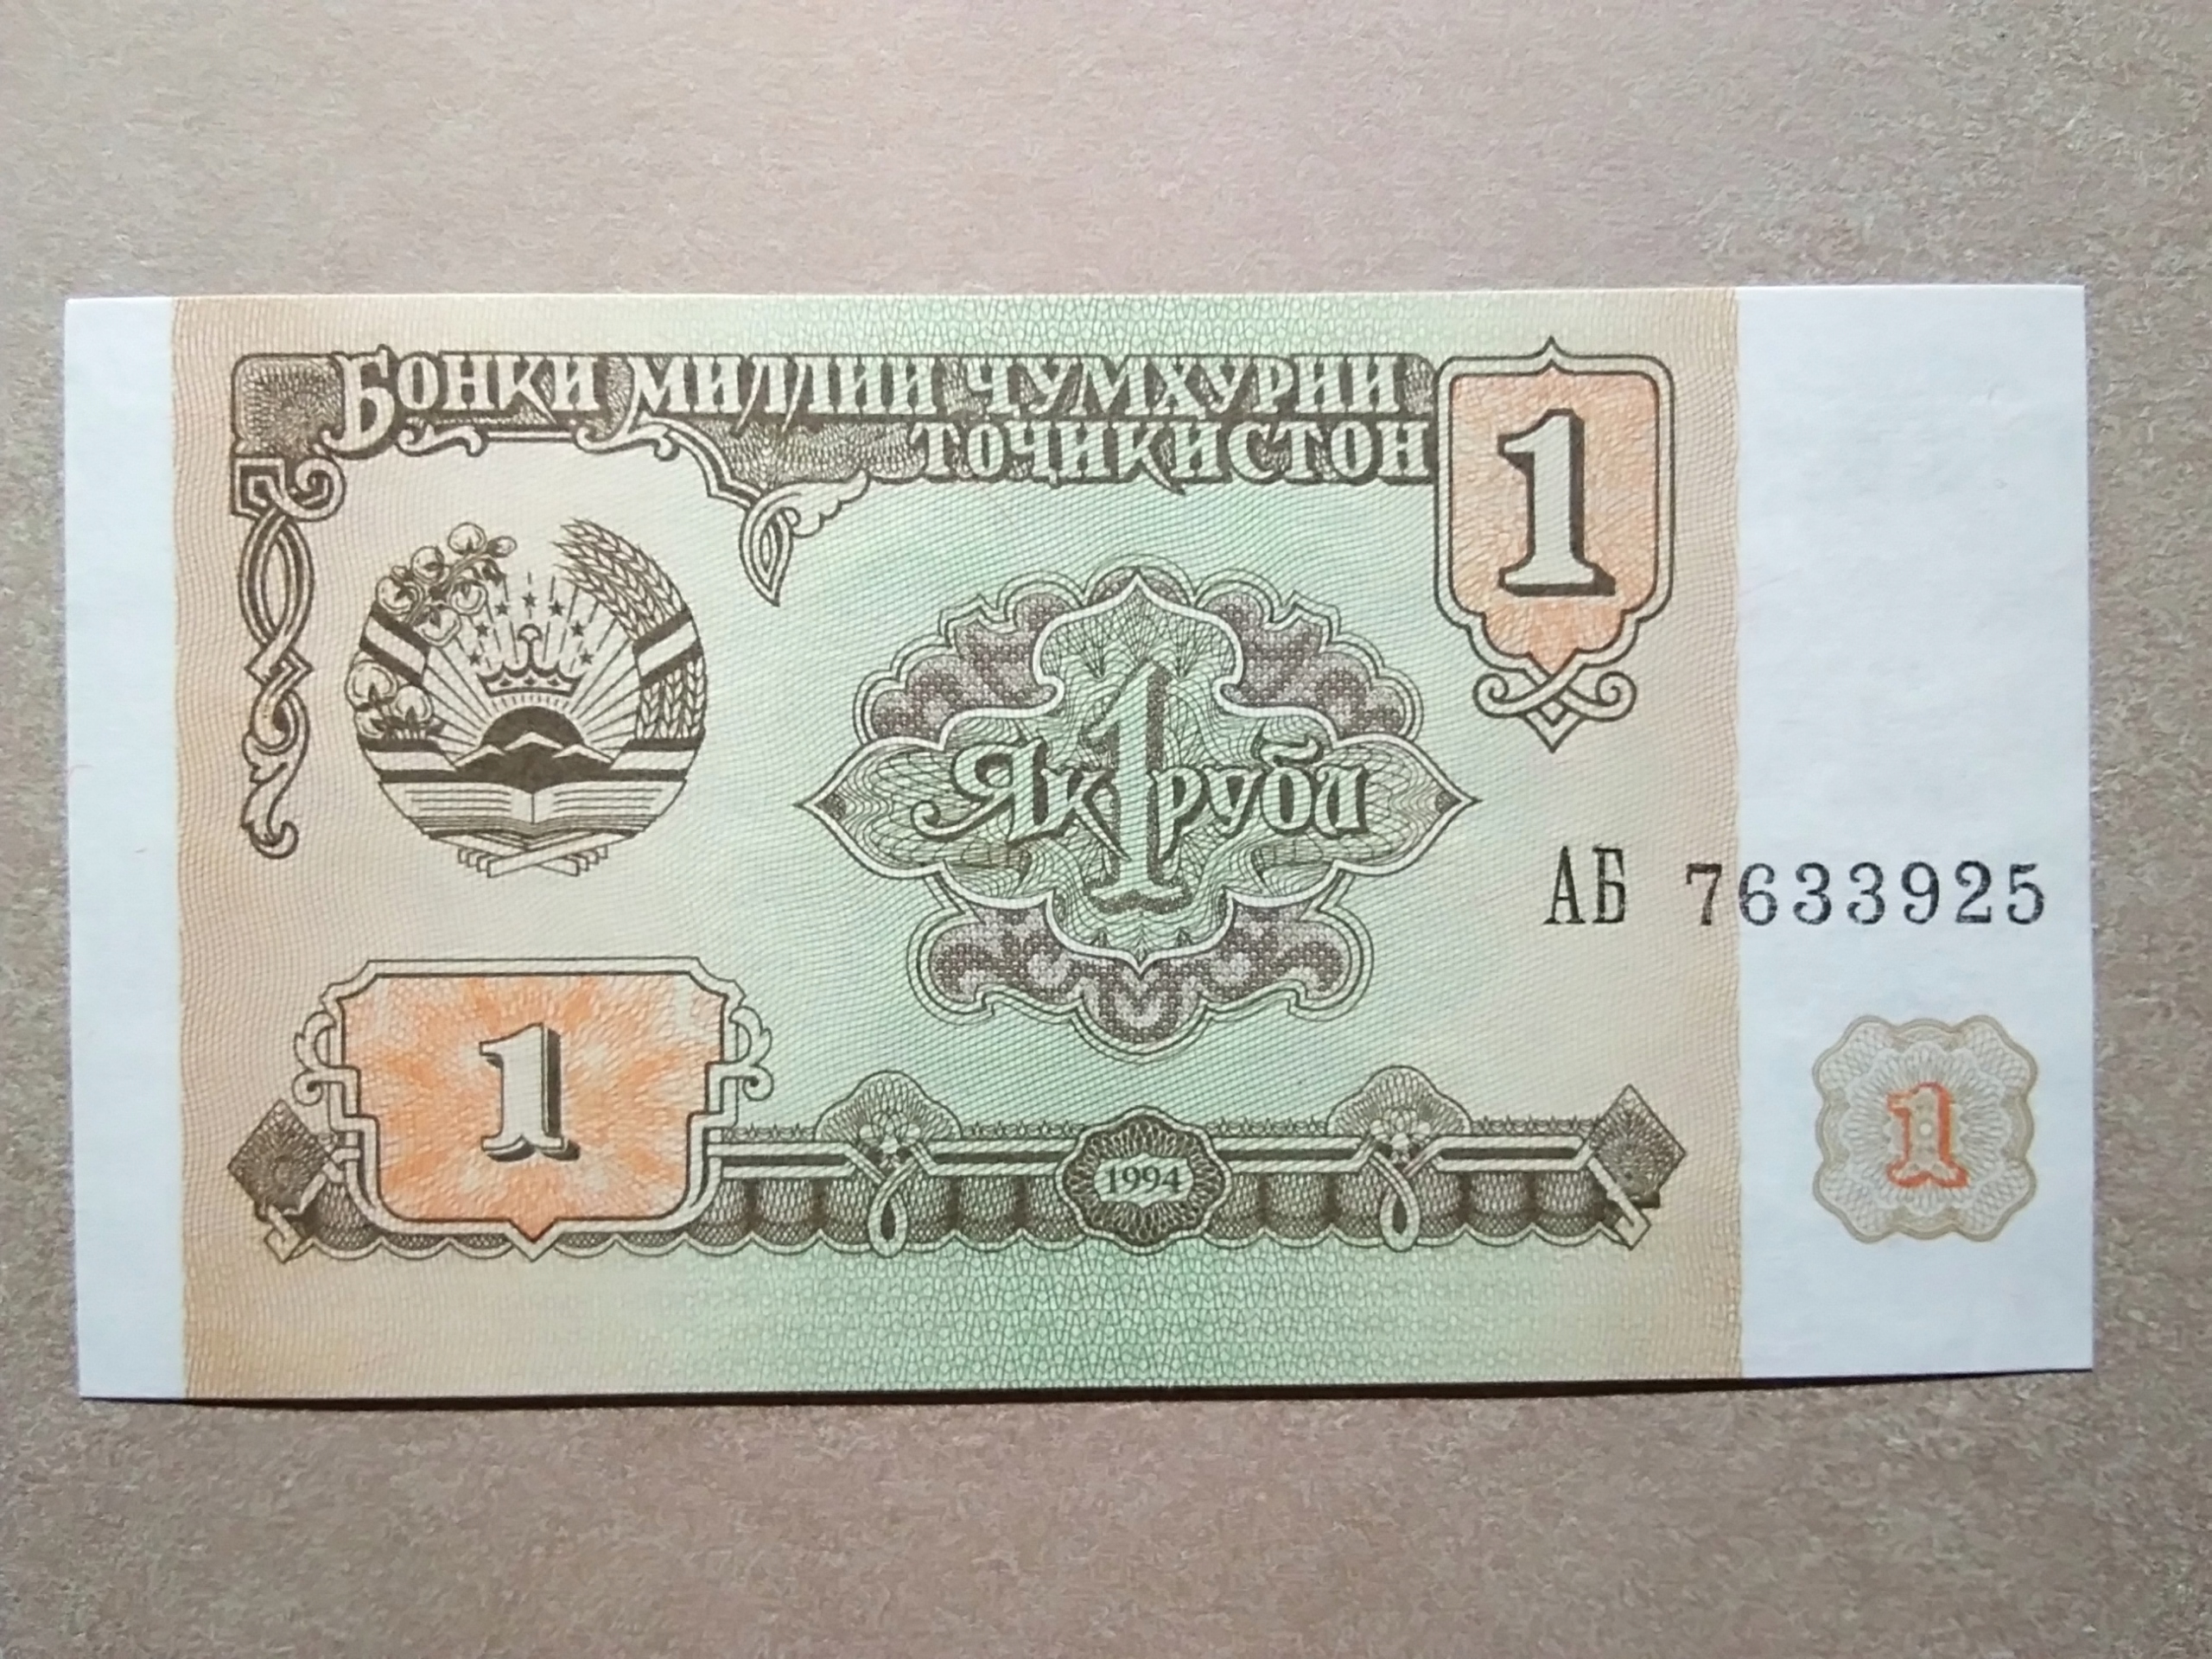 Бонки миллии ҷумҳурии
тоҷикистон
1
Як 1 рубл
АБ 7633925
1
1994
1